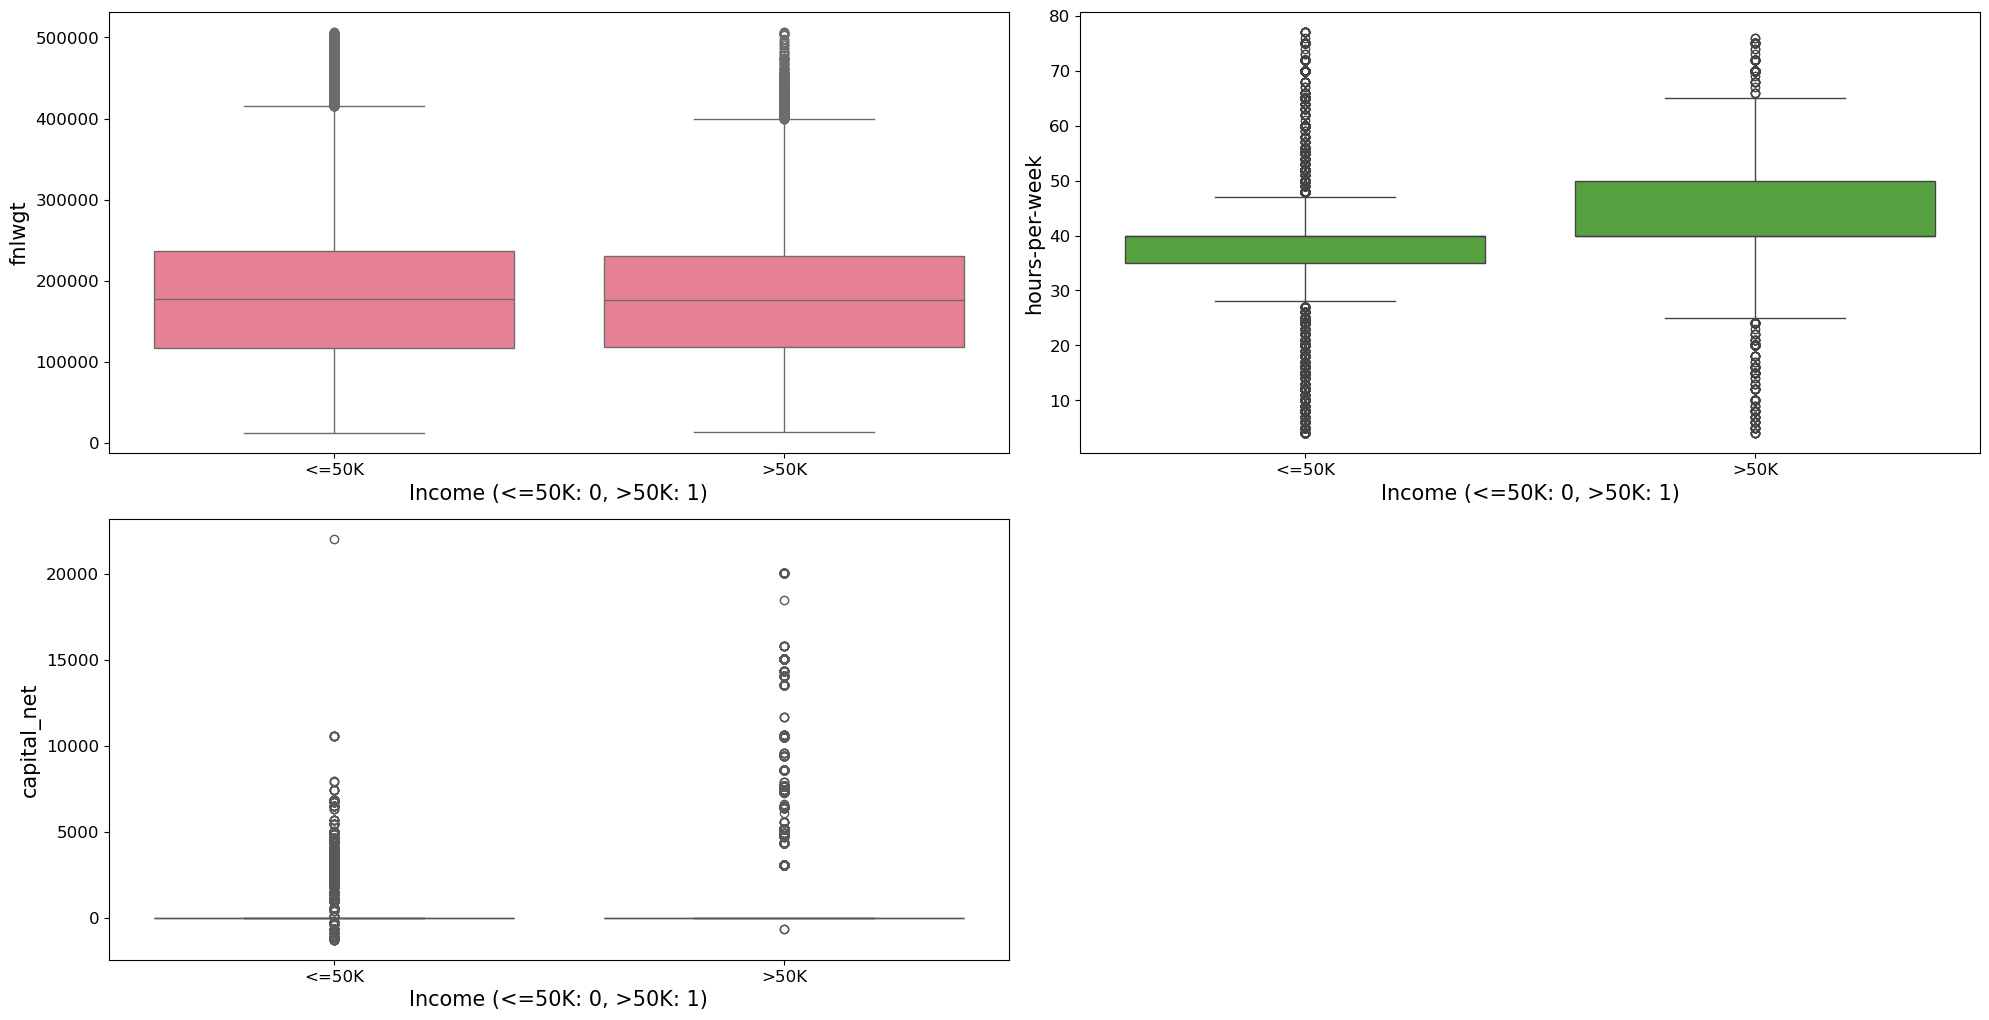 fnlwgt
500000
400000
300000
200000
100000
0
<=50K
>50K
Income (<=50K: 0, >50K: 1)
hours-per-week
80
70
60
50
40
30
20
10
<=50K
>50K
Income (<=50K: 0, >50K: 1)
capital_net
20000
15000
10000
5000
0
<=50K
>50K
Income (<=50K: 0, >50K: 1)